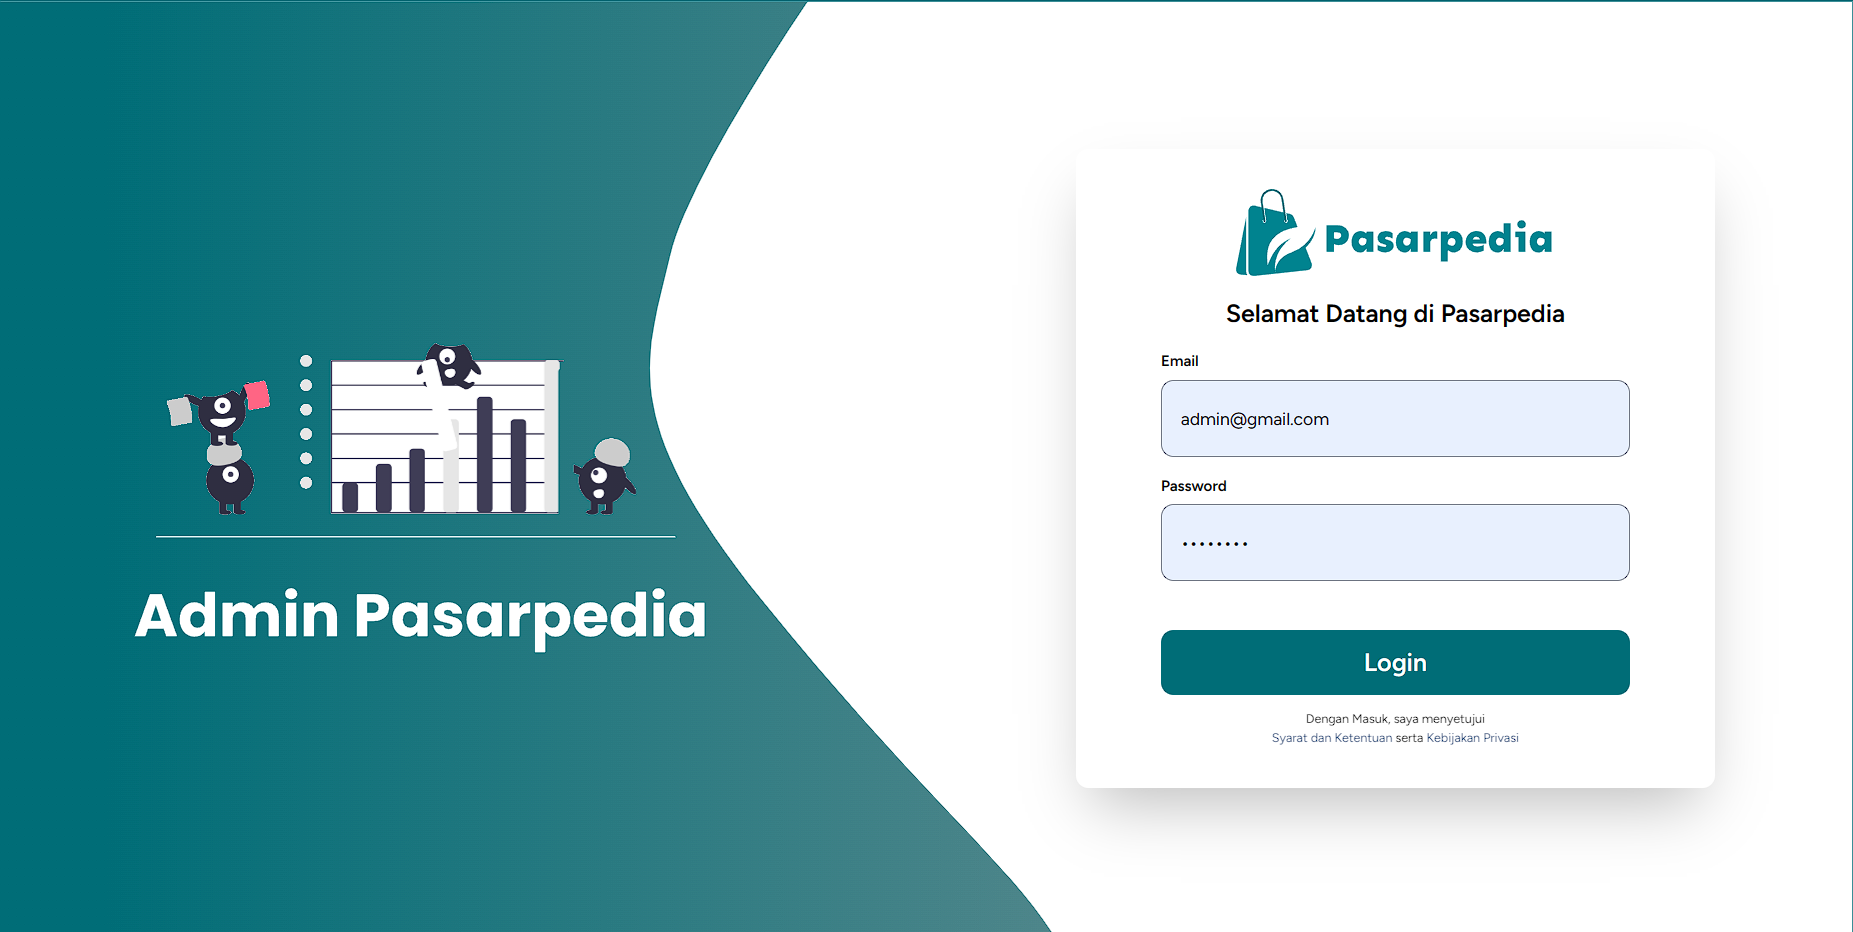 Admin Pasarpedia
Pasarpedia
Selamat Datang di Pasarpedia
Email
admin@gmail.com
Password
••••••••
Login
Dengan Masuk, saya menyetujui
Syarat dan Ketentuan serta Kebijakan Privasi